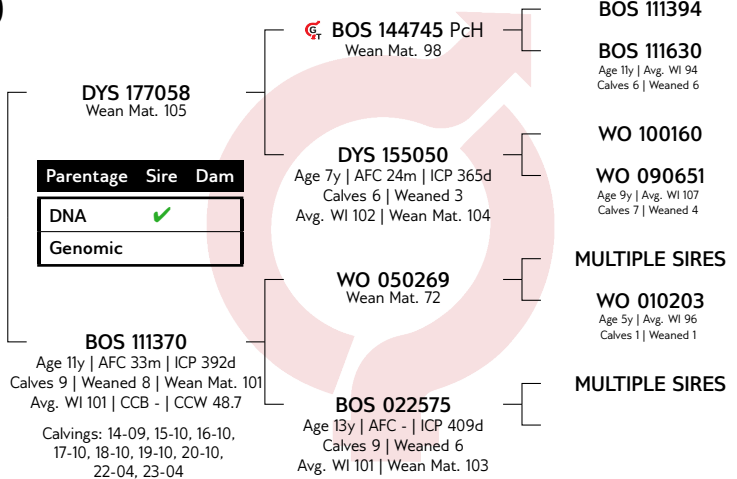 )
DYS 177058
Wean Mat. 105
Parentage Sire Dam
DNA ✔
Genomic
BOS 111370
Age 11y | AFC 33m | ICP 392d
Calves 9 | Weaned 8 | Wean Mat. 101
Avg. WI 101 | CCB - | CCW 48.7
Calvings: 14-09, 15-10, 16-10,
17-10, 18-10, 19-10, 20-10,
22-04, 23-04
GT BOS 144745 PcH
Wean Mat. 98
DYS 155050
Age 7y | AFC 24m | ICP 365d
Calves 6 | Weaned 3
Avg. WI 102 | Wean Mat. 104
WO 050269
Wean Mat. 72
BOS 022575
Age 13y | AFC - | ICP 409d
Calves 9 | Weaned 6
Avg. WI 101 | Wean Mat. 103
BOS 111394
BOS 111630
Age 11y | Avg. WI 94
Calves 6 | Weaned 6
WO 100160
WO 090651
Age 9y | Avg. WI 107
Calves 7 | Weaned 4
MULTIPLE SIRES
WO 010203
Age 5y | Avg. WI 96
Calves 1 | Weaned 1
MULTIPLE SIRES